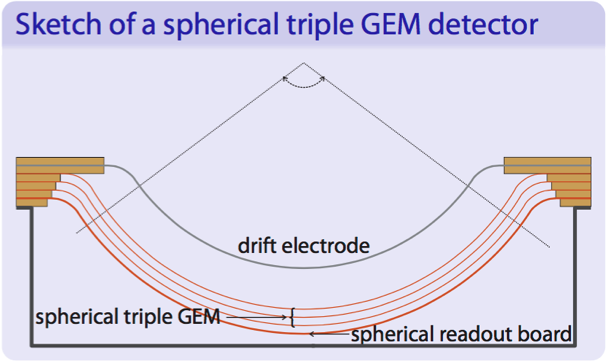 Sketch of a spherical triple GEM detector
drift electrode
spherical triple GEM
spherical readout board